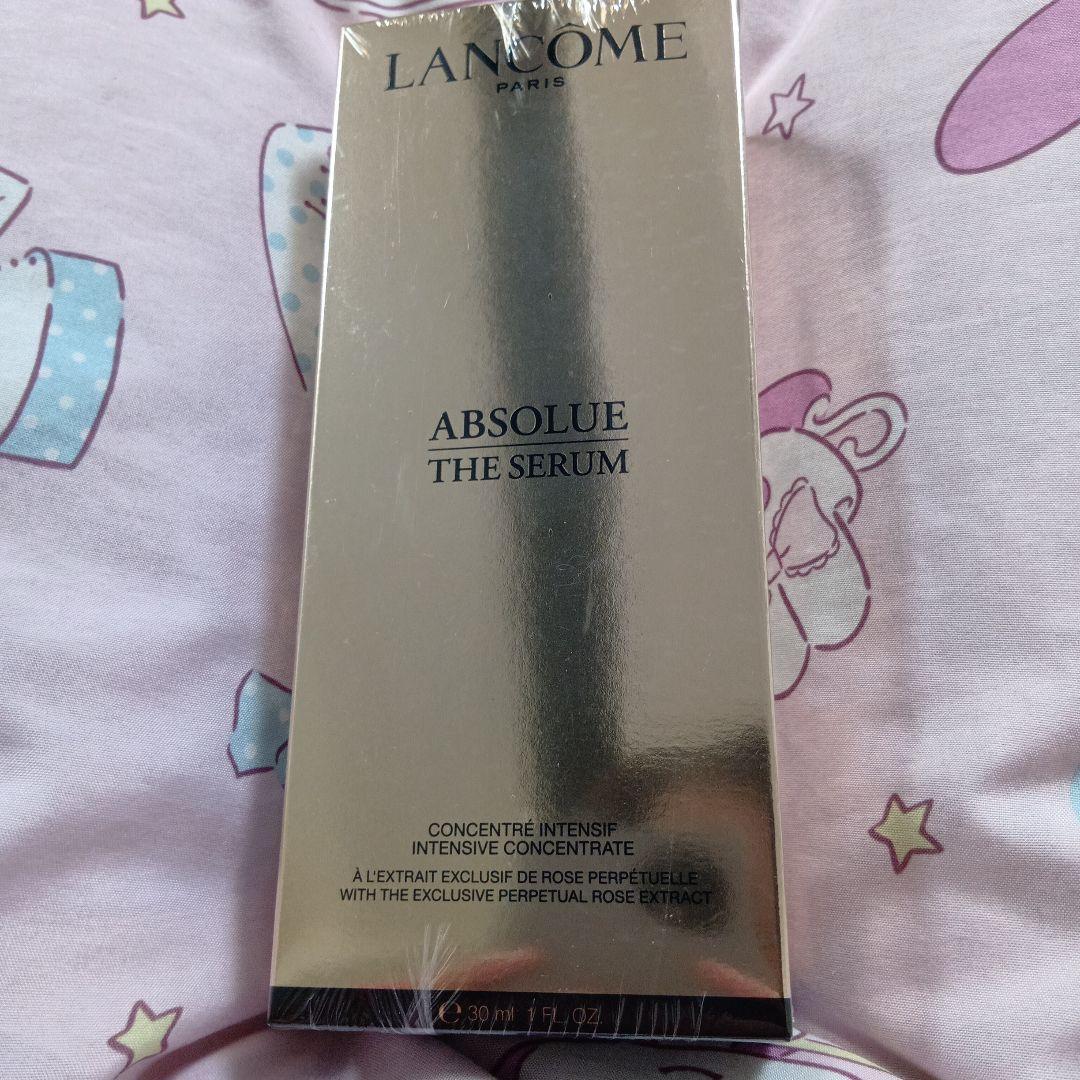 LANCÔME
PARIS
ABSOLUE
THE SERUM
CONCENTRÉ INTENSIF
INTENSIVE CONCENTRATE
À L'EXTRAIT EXCLUSIF DE ROSE PERPÉTUELLE
WITH THE EXCLUSIVE PERPETUAL ROSE EXTRACT
℮ 30 ml 1 FL. OZ.